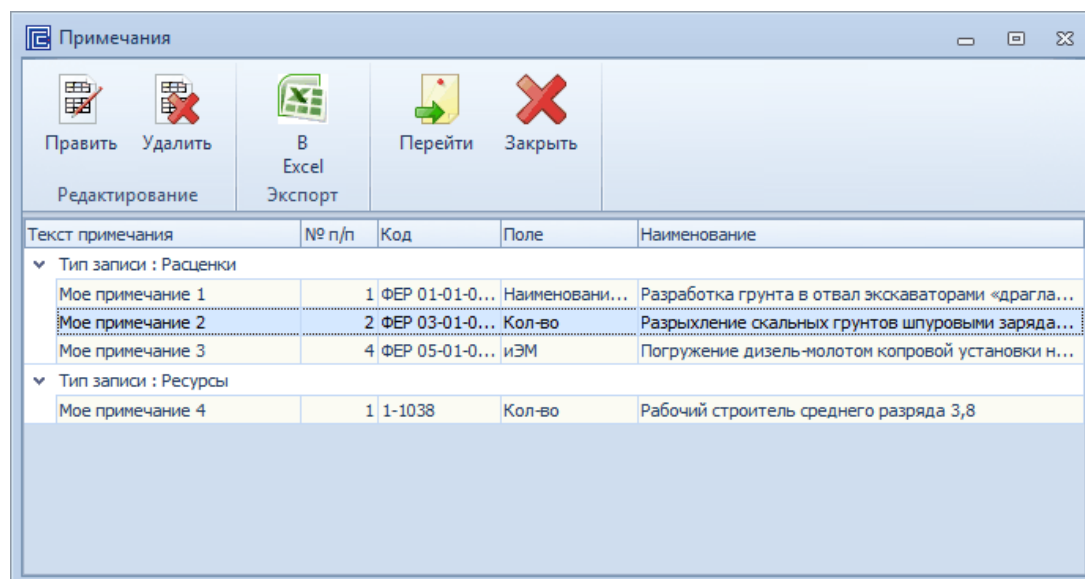 Примечания
Править Удалить В Excel Перейти Закрыть
Редактирование Экспорт
Текст примечания № п/п Код Поле Наименование
Тип записи : Расценки
Мое примечание 1 1 ФЕР 01-01-0... Наименовани... Разработка грунта в отвал экскаваторами «драгла...
Мое примечание 2 2 ФЕР 03-01-0... Кол-во Разрыхление скальных грунтов шпуровыми заряда...
Мое примечание 3 4 ФЕР 05-01-0... иЭМ Погружение дизель-молотом копровой установки н...
Тип записи : Ресурсы
Мое примечание 4 1 1-1038 Кол-во Рабочий строитель среднего разряда 3,8